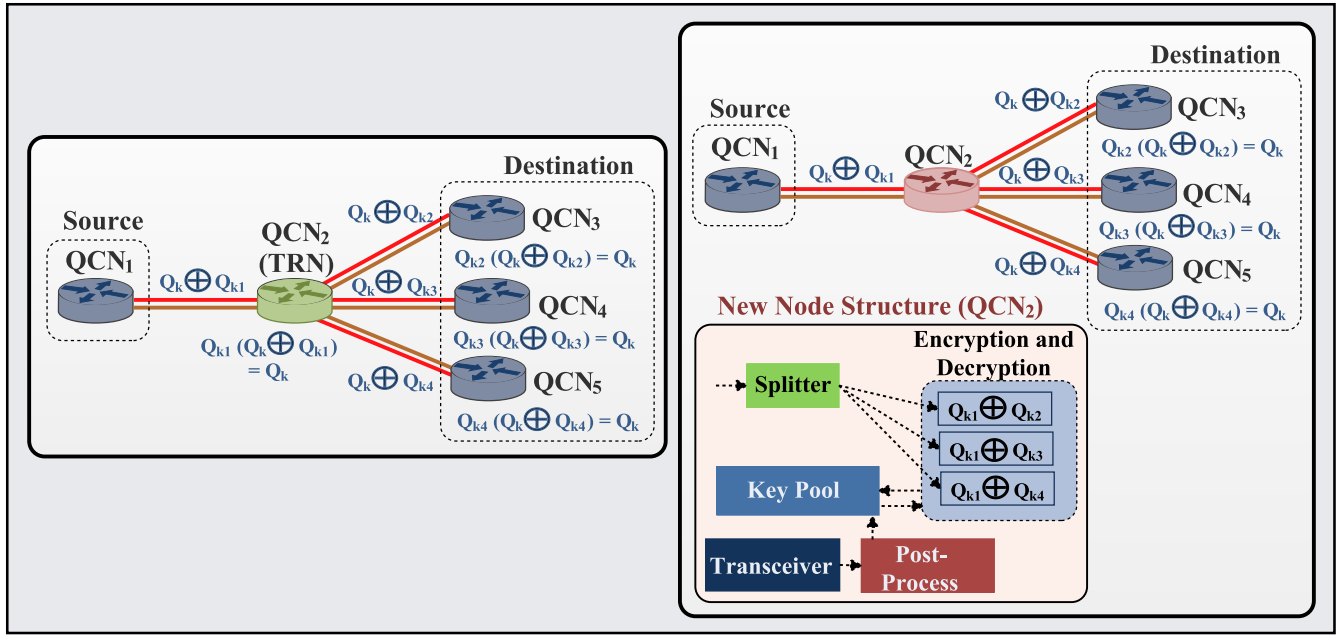 Source
QCN1
Qk ⊕ Qk1
QCN2
(TRN)
Qk1 (Qk ⊕ Qk1)
= Qk
Destination
Qk ⊕ Qk2
QCN3
Qk2 (Qk ⊕ Qk2) = Qk
Qk ⊕ Qk3
QCN4
Qk3 (Qk ⊕ Qk3) = Qk
Qk ⊕ Qk4
QCN5
Qk4 (Qk ⊕ Qk4) = Qk
Source
QCN1
Qk ⊕ Qk1
QCN2
Destination
Qk ⊕ Qk2
QCN3
Qk2 (Qk ⊕ Qk2) = Qk
Qk ⊕ Qk3
QCN4
Qk3 (Qk ⊕ Qk3) = Qk
Qk ⊕ Qk4
QCN5
Qk4 (Qk ⊕ Qk4) = Qk
New Node Structure (QCN2)
Encryption and
Decryption
Splitter
Qk1 ⊕ Qk2
Qk1 ⊕ Qk3
Qk1 ⊕ Qk4
Key Pool
Transceiver
Post-
Process